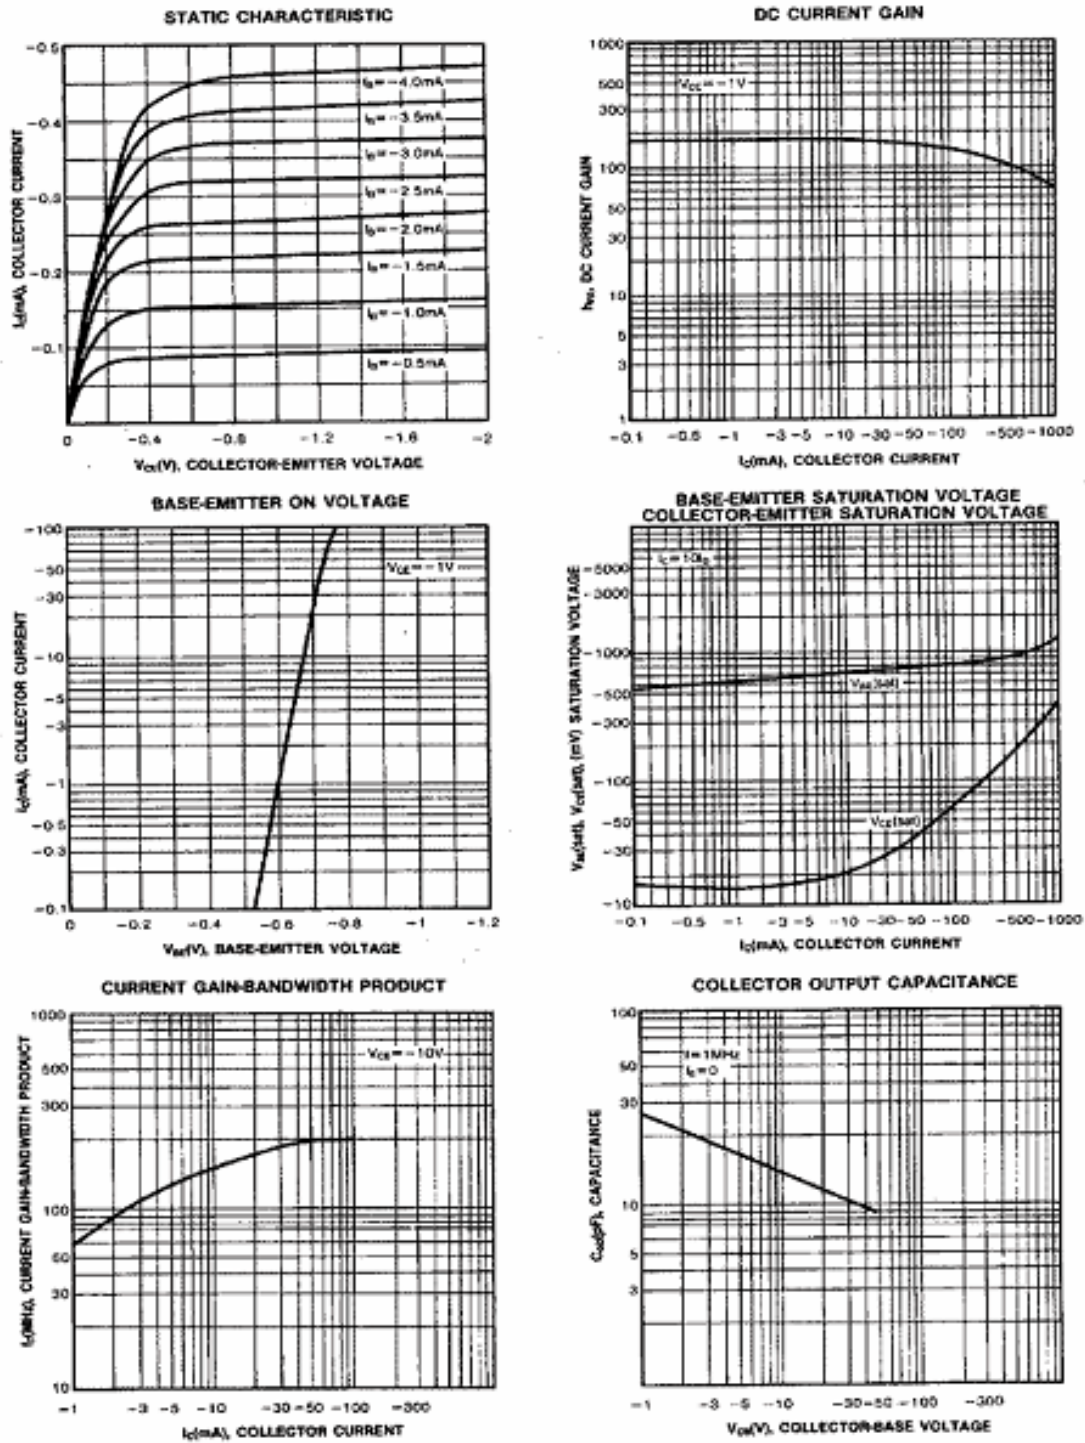 STATIC CHARACTERISTIC
-0.5
-0.4
-0.3
-0.2
-0.1
0 -0.4 -0.8 -1.2 -1.6 -2
IC(mA), COLLECTOR CURRENT
IB=-4.0mA
IB=-3.5mA
IB=-3.0mA
IB=-2.5mA
IB=-2.0mA
IB=-1.5mA
IB=-1.0mA
IB=-0.5mA
VCE(V), COLLECTOR-EMITTER VOLTAGE
DC CURRENT GAIN
1000
500
300
100
50
30
10
5
3
1
-0.1 -0.5 -1 -3 -5 -10 -30 -50 -100 -500 -1000
hFE, DC CURRENT GAIN
VCE=-1V
IC(mA), COLLECTOR CURRENT
BASE-EMITTER ON VOLTAGE
-100
-50
-30
-10
-5
-3
-1
-0.5
-0.3
-0.1
0 -0.2 -0.4 -0.6 -0.8 -1 -1.2
IC(mA), COLLECTOR CURRENT
VCE=-1V
VBE(V), BASE-EMITTER VOLTAGE
BASE-EMITTER SATURATION VOLTAGE
COLLECTOR-EMITTER SATURATION VOLTAGE
-5000
-3000
-1000
-500
-300
-100
-50
-30
-10
-0.1 -0.5 -1 -3 -5 -10 -30 -50 -100 -500 -1000
VBE(sat), VCE(sat), (mV) SATURATION VOLTAGE
IC=10IB
VBE(sat)
VCE(sat)
IC(mA), COLLECTOR CURRENT
CURRENT GAIN-BANDWIDTH PRODUCT
1000
500
300
100
50
30
10
-1 -3 -5 -10 -30 -50 -100 -300
(MHz), CURRENT GAIN-BANDWIDTH PRODUCT
VCE=-10V
IC(mA), COLLECTOR CURRENT
COLLECTOR OUTPUT CAPACITANCE
100
50
30
10
5
3
-1 -3 -5 -10 -30 -50 -100 -300
(pF), CAPACITANCE
f=1MHz
IE=0
VCB(V), COLLECTOR-BASE VOLTAGE